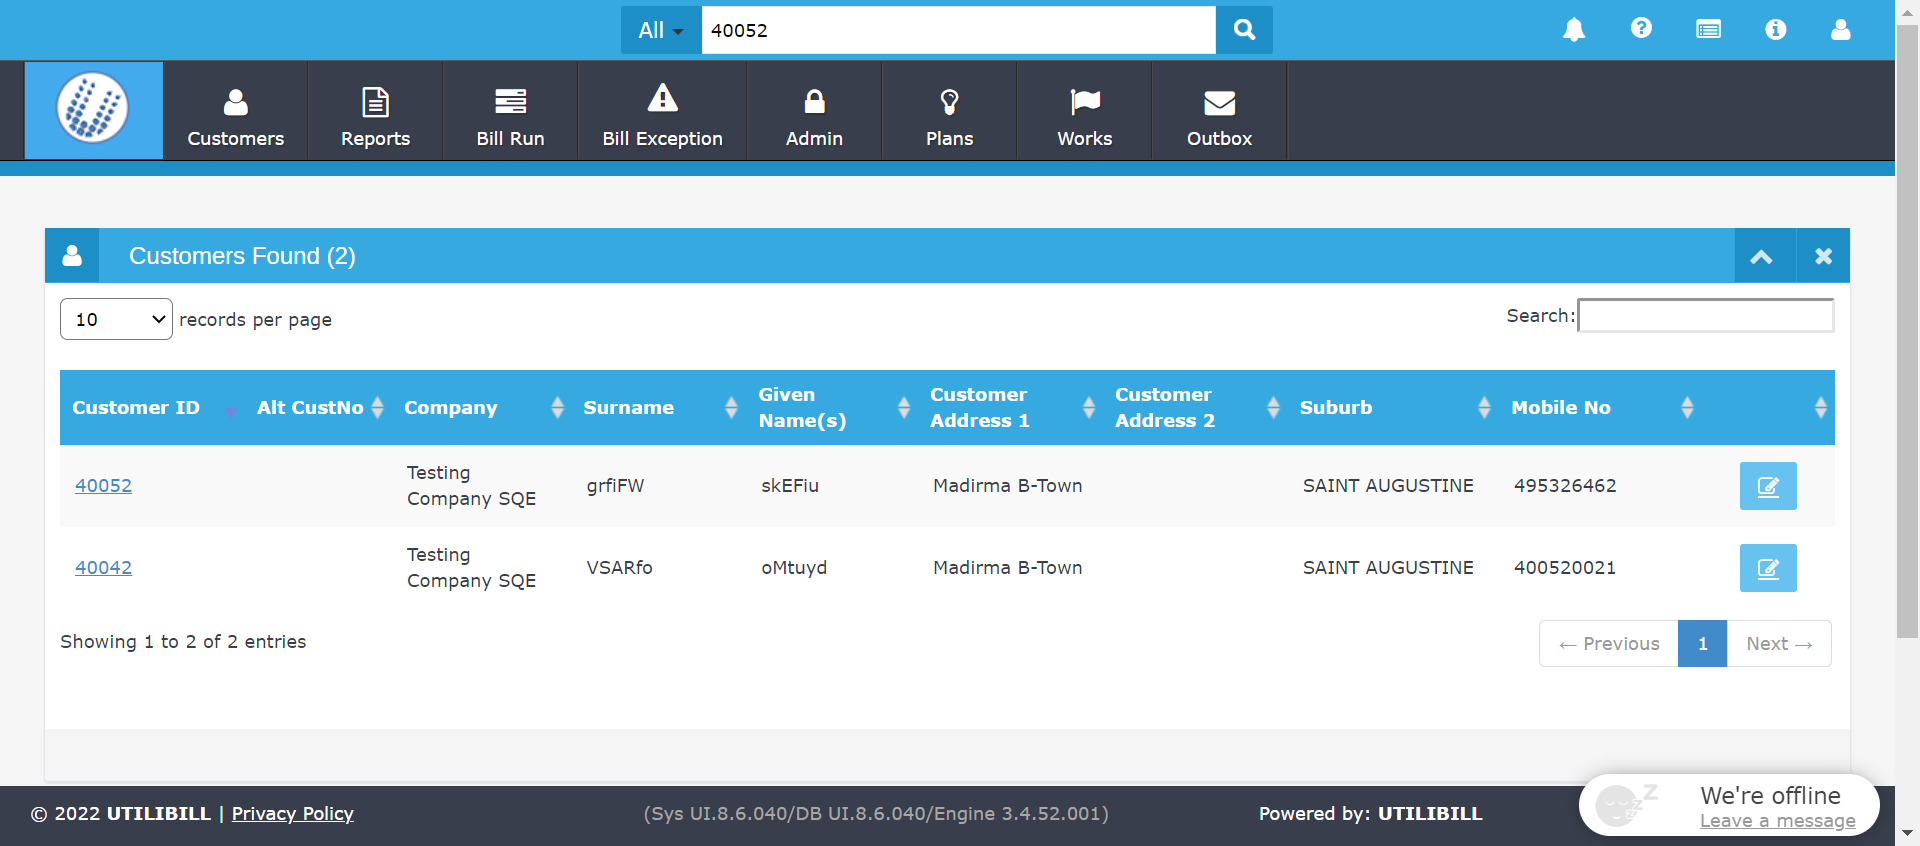 All 40052
Customers Reports Bill Run Bill Exception Admin Plans Works Outbox
Customers Found (2)
10 records per page Search:
Customer ID Alt CustNo Company Surname Given Name(s) Customer Address 1 Customer Address 2 Suburb Mobile No
40052 Testing Company SQE grfiFW skEFiu Madirma B-Town SAINT AUGUSTINE 495326462
40042 Testing Company SQE VSARfo oMtuyd Madirma B-Town SAINT AUGUSTINE 400520021
Showing 1 to 2 of 2 entries ← Previous 1 Next →
© 2022 UTILIBILL | Privacy Policy (Sys UI.8.6.040/DB UI.8.6.040/Engine 3.4.52.001) Powered by: UTILIBILL
We're offline
Leave a message